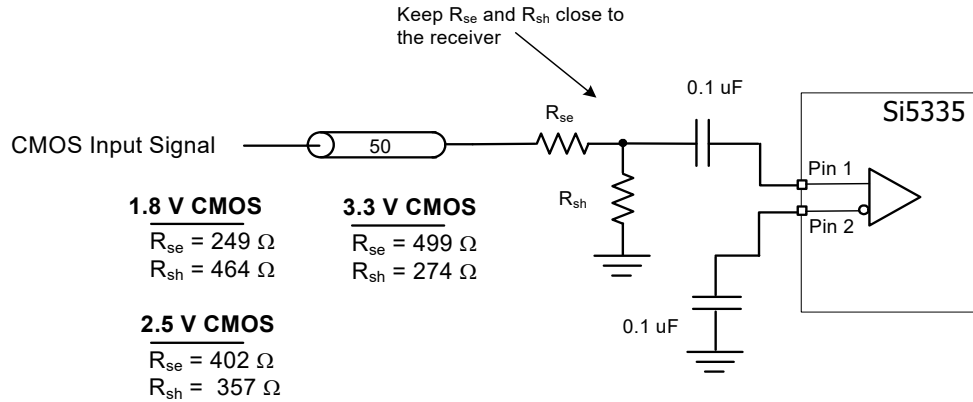 Keep Rse and Rsh close to
the receiver
0.1 uF
Si5335
Rse
CMOS Input Signal
50
Pin 1
Rsh
Pin 2
1.8 V CMOS
Rse = 249 Ω
Rsh = 464 Ω
3.3 V CMOS
Rse = 499 Ω
Rsh = 274 Ω
0.1 uF
2.5 V CMOS
Rse = 402 Ω
Rsh = 357 Ω